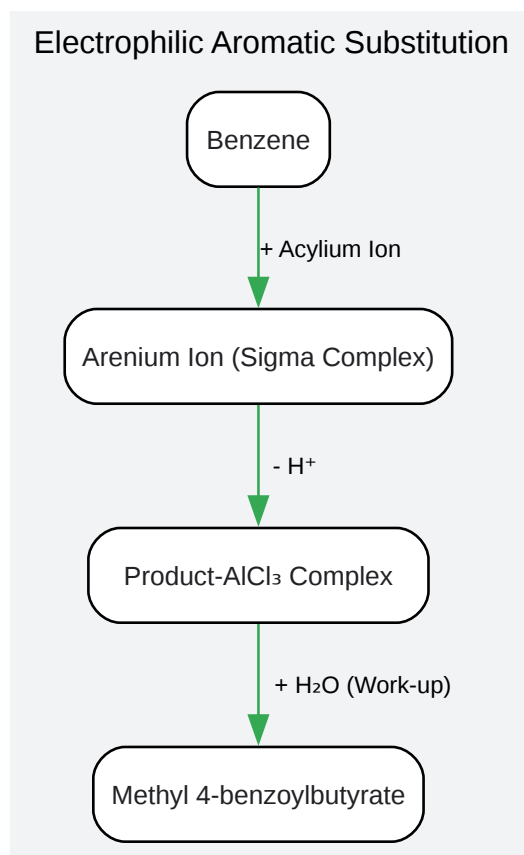 Electrophilic Aromatic Substitution
Benzene
+ Acylium Ion
Arenium Ion (Sigma Complex)
- H⁺
Product-AlCl₃ Complex
+ H₂O (Work-up)
Methyl 4-benzoylbutyrate